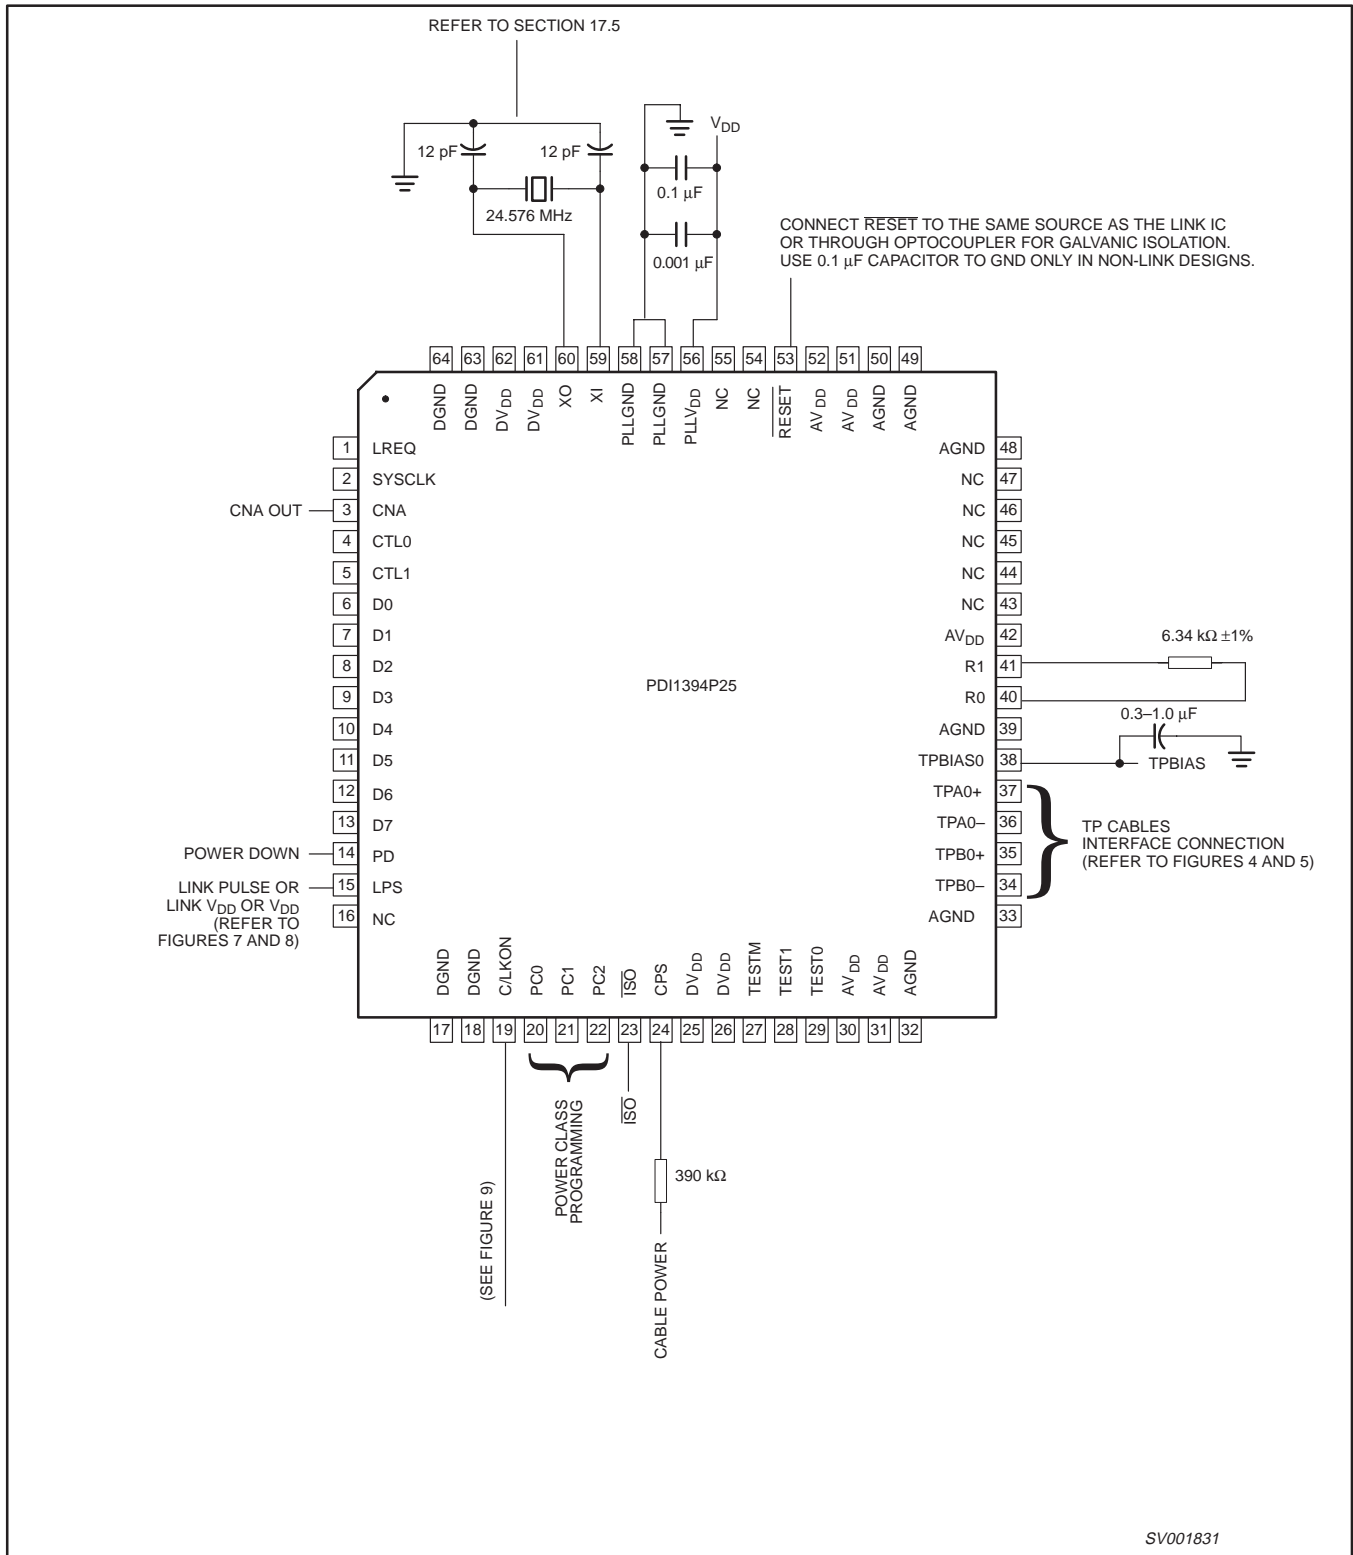 REFER TO SECTION 17.5
12 pF
12 pF
24.576 MHz
VDD
0.1 μF
0.001 μF
CONNECT RESET TO THE SAME SOURCE AS THE LINK IC
OR THROUGH OPTOCOUPLER FOR GALVANIC ISOLATION.
USE 0.1 μF CAPACITOR TO GND ONLY IN NON-LINK DESIGNS.
64 63 62 61 60 59 58 57 56 55 54 53 52 51 50 49
DGND DGND DVDD DVDD XO XI PLLGND PLLGND PLLVDD NC NC RESET AVDD AVDD AGND AGND
1 LREQ
2 SYSCLK
CNA OUT 3 CNA
4 CTL0
5 CTL1
6 D0
7 D1
8 D2
9 D3
10 D4
11 D5
12 D6
13 D7
POWER DOWN 14 PD
LINK PULSE OR 15 LPS
LINK VDD OR VDD
(REFER TO
FIGURES 7 AND 8)
16 NC
PDI1394P25
AGND 48
NC 47
NC 46
NC 45
NC 44
NC 43
AVDD 42
R1 41
R0 40
AGND 39
TPBIAS0 38
TPA0+ 37
TPA0– 36
TPB0+ 35
TPB0– 34
AGND 33
6.34 kΩ ±1%
0.3–1.0 μF
TPBIAS
TP CABLES
INTERFACE CONNECTION
(REFER TO FIGURES 4 AND 5)
DGND DGND C/LKON PC0 PC1 PC2 ISO CPS DVDD DVDD TESTM TEST1 TEST0 AVDD AVDD AGND
17 18 19 20 21 22 23 24 25 26 27 28 29 30 31 32
(SEE FIGURE 9)
POWER CLASS
PROGRAMMING
ISO
390 kΩ
CABLE POWER
SV001831